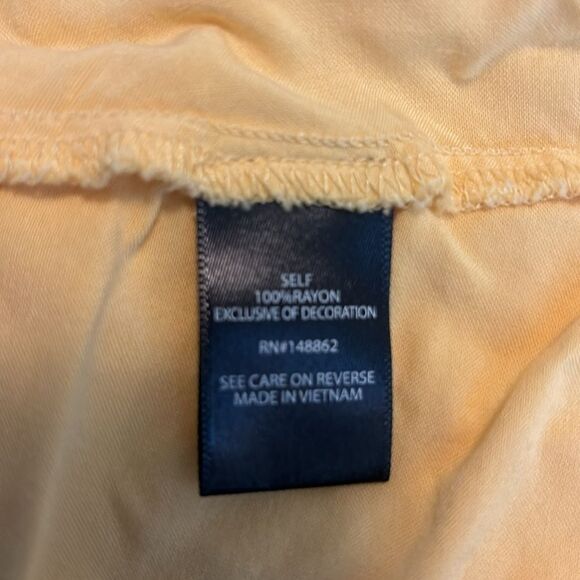 SELF
100%RAYON
EXCLUSIVE OF DECORATION
RN#148862
SEE CARE ON REVERSE
MADE IN VIETNAM